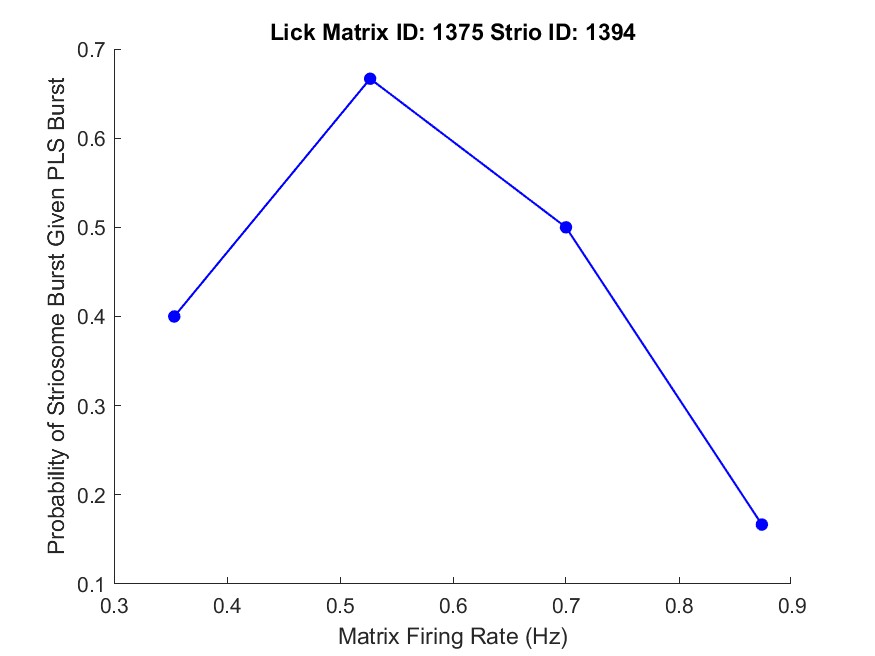 Lick Matrix ID: 1375 Strio ID: 1394
Probability of Striosome Burst Given PLS Burst
0.7
0.6
0.5
0.4
0.3
0.2
0.1
0.3 0.4 0.5 0.6 0.7 0.8 0.9
Matrix Firing Rate (Hz)